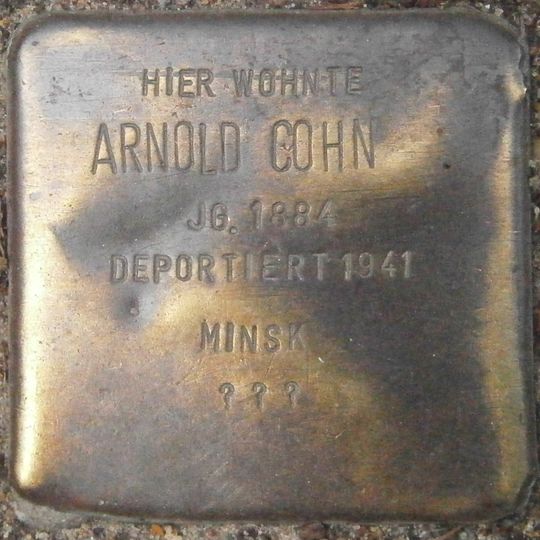 HIER WOHNTE
ARNOLD COHN
JG. 1884
DEPORTIERT 1941
MINSK
???